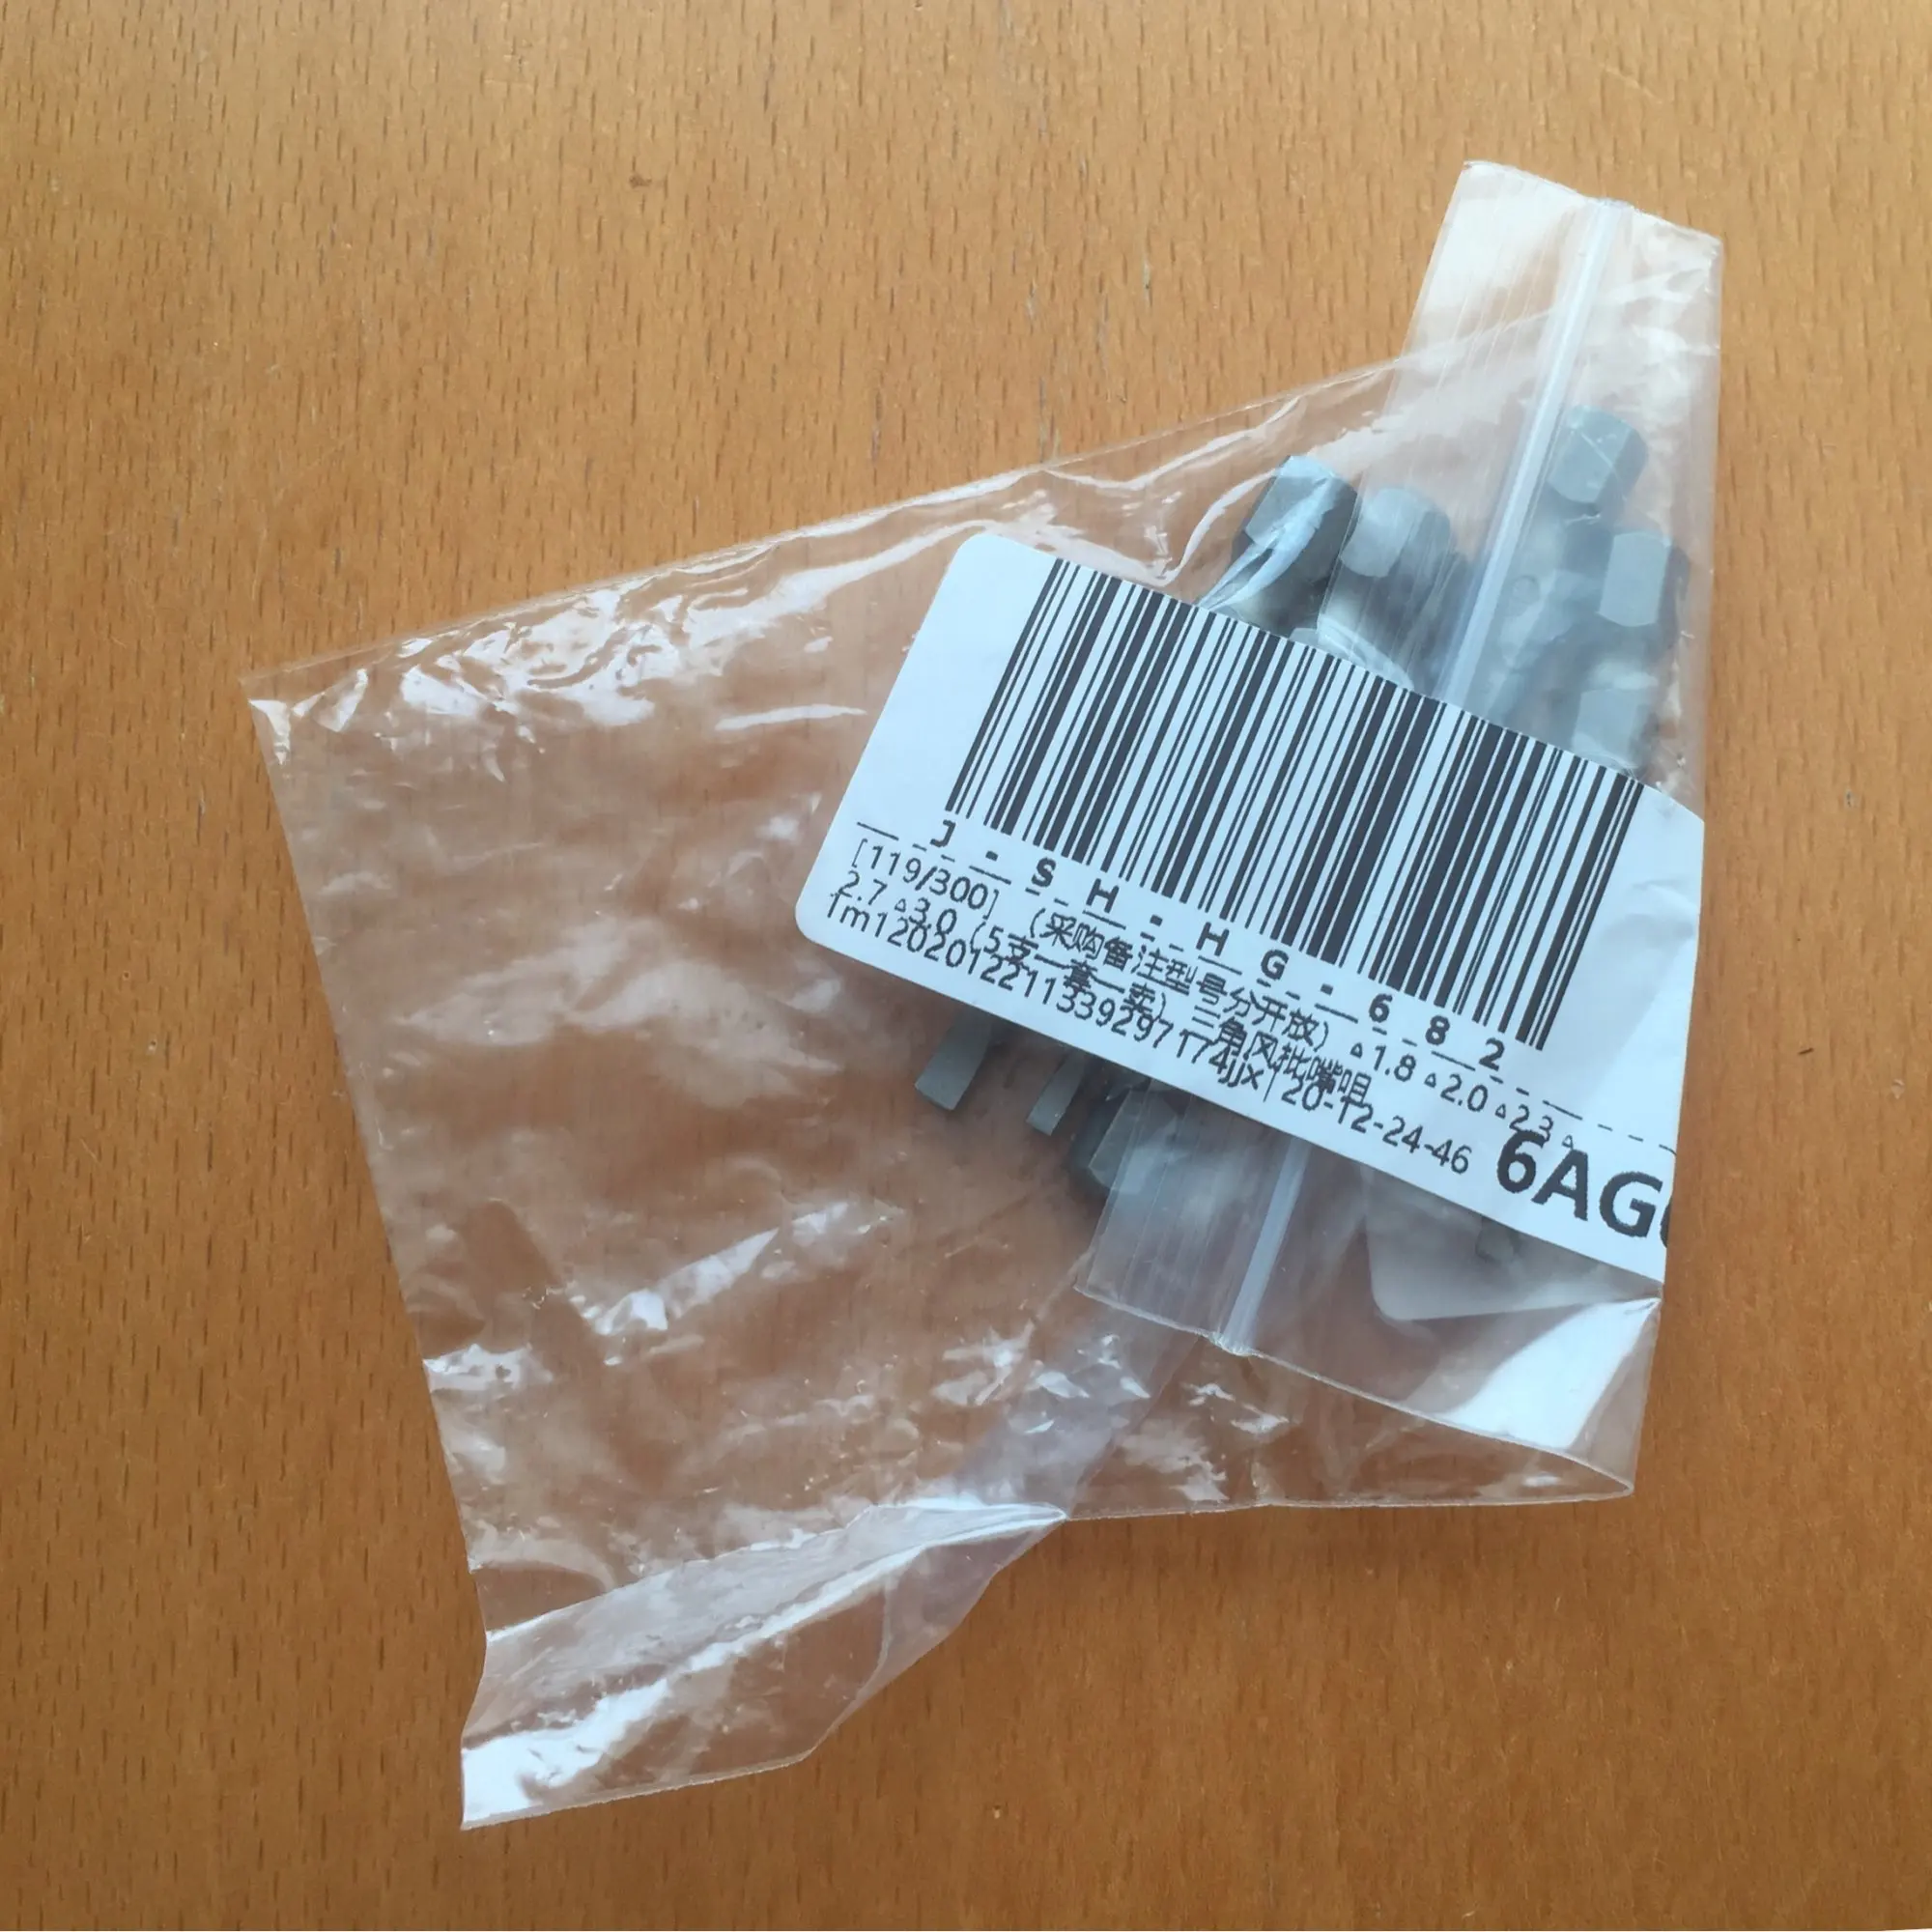 J-SH-HG-682
[119/300] (采购备注型号分开放) △1.8 △2.0 △2.3 △
2.7 △3.0 (5支一套一卖) 三角风批嘴咀
fm12020122113392971 74jjx | 20-12-24-46
6AG